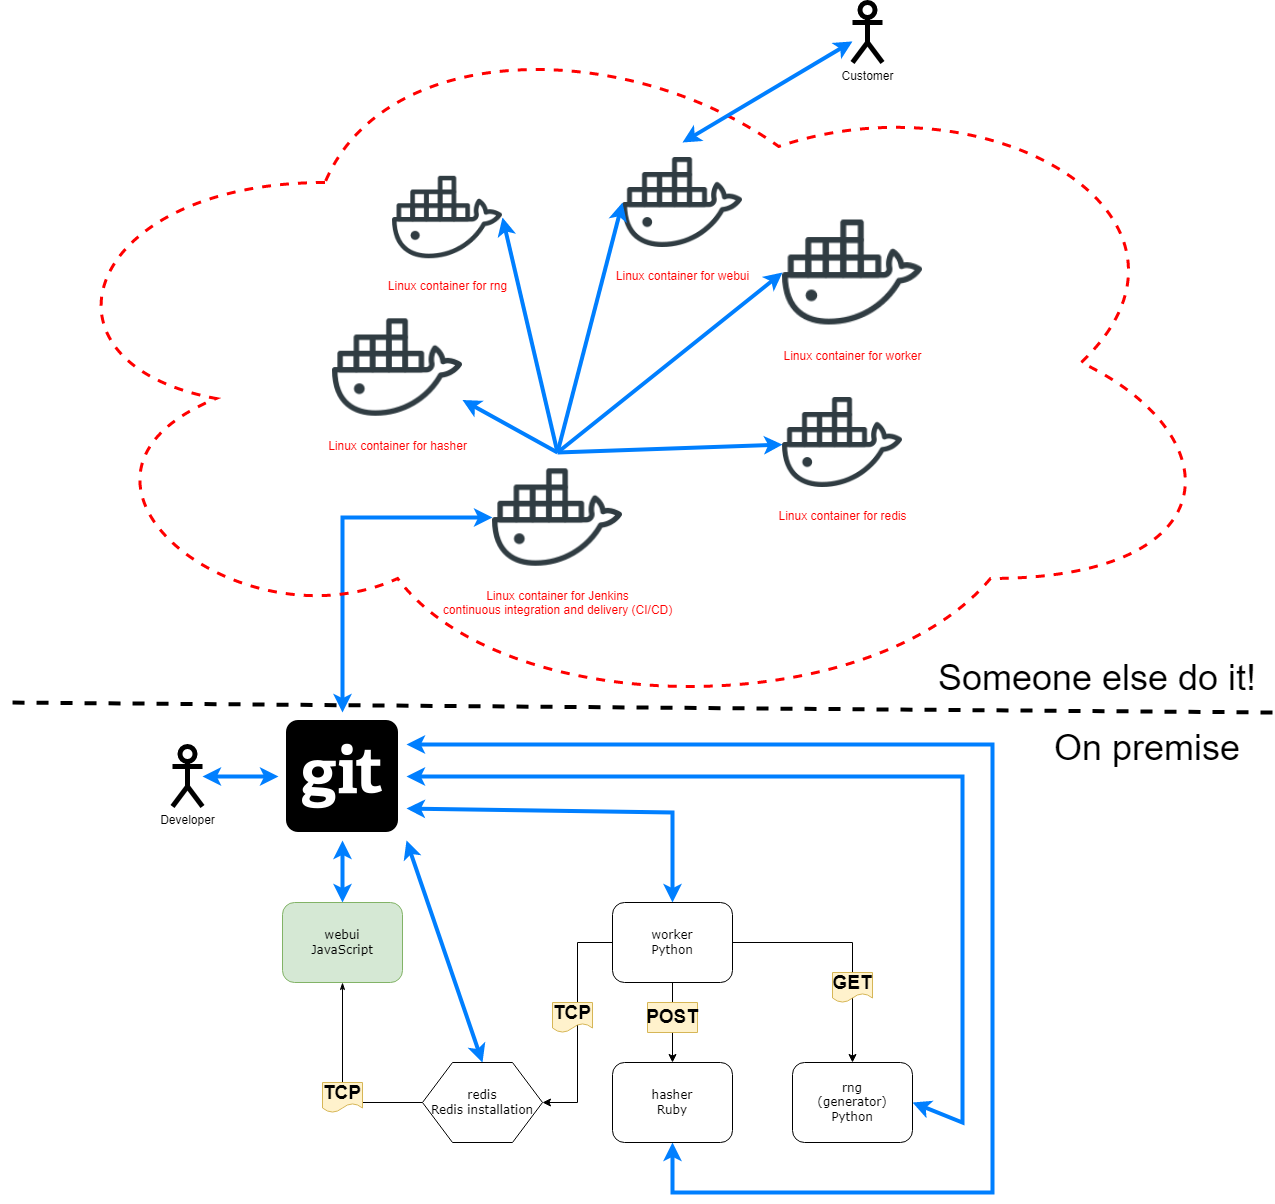 Customer
Linux container for rng
Linux container for webui
Linux container for worker
Linux container for hasher
Linux container for redis
Linux container for Jenkins
continuous integration and delivery (CI/CD)
Someone else do it!
On premise
git
Developer
webui
JavaScript
worker
Python
GET
TCP
POST
TCP
redis
Redis installation
hasher
Ruby
rng
(generator)
Python